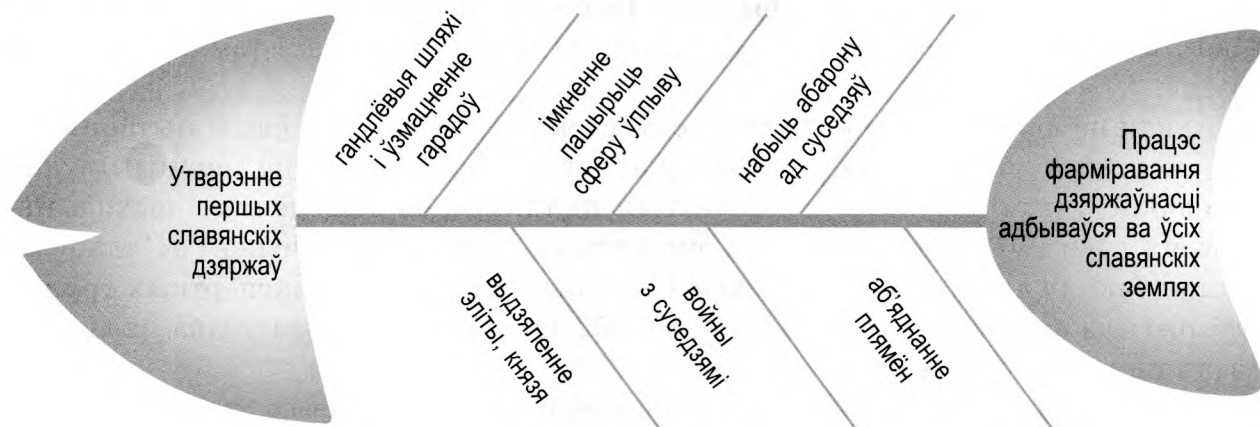 Утварэнне
першых
славянскіх
дзяржаў
гандлёвыя шляхі
і ўзмацненне
гарадоў
імкненне
пашырыць
сферу ўплыву
набыць абарону
ад суседзяў
выдзяленне
эліты, князя
войны
з суседзямі
аб'яднанне
плямён
Працэс
фарміравання
дзяржаўнасці
адбываўся ва ўсіх
славянскіх
землях